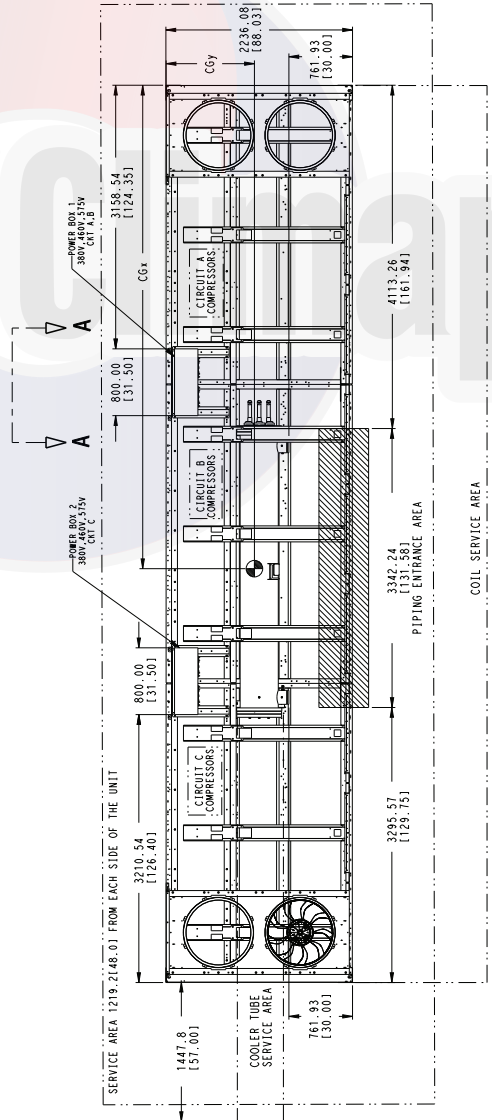 2236.08
[88.03]
CGy
761.93
[30.00]
3158.54
[124.35]
CGx
POWER BOX 1
380V,460V,575V
CKT A,B
CIRCUIT A
COMPRESSORS
4113.26
[161.94]
A
A
800.00
[31.50]
CIRCUIT B
COMPRESSORS
POWER BOX 2
380V,460V,575V
CKT C
3342.24
[131.58]
PIPING ENTRANCE AREA
COIL SERVICE AREA
800.00
[31.50]
CIRCUIT C
COMPRESSORS
3210.54
[126.40]
3295.57
[129.75]
SERVICE AREA 1219.2[48.0] FROM EACH SIDE OF THE UNIT
1447.8
[57.00]
COOLER TUBE
SERVICE AREA
761.93
[30.00]